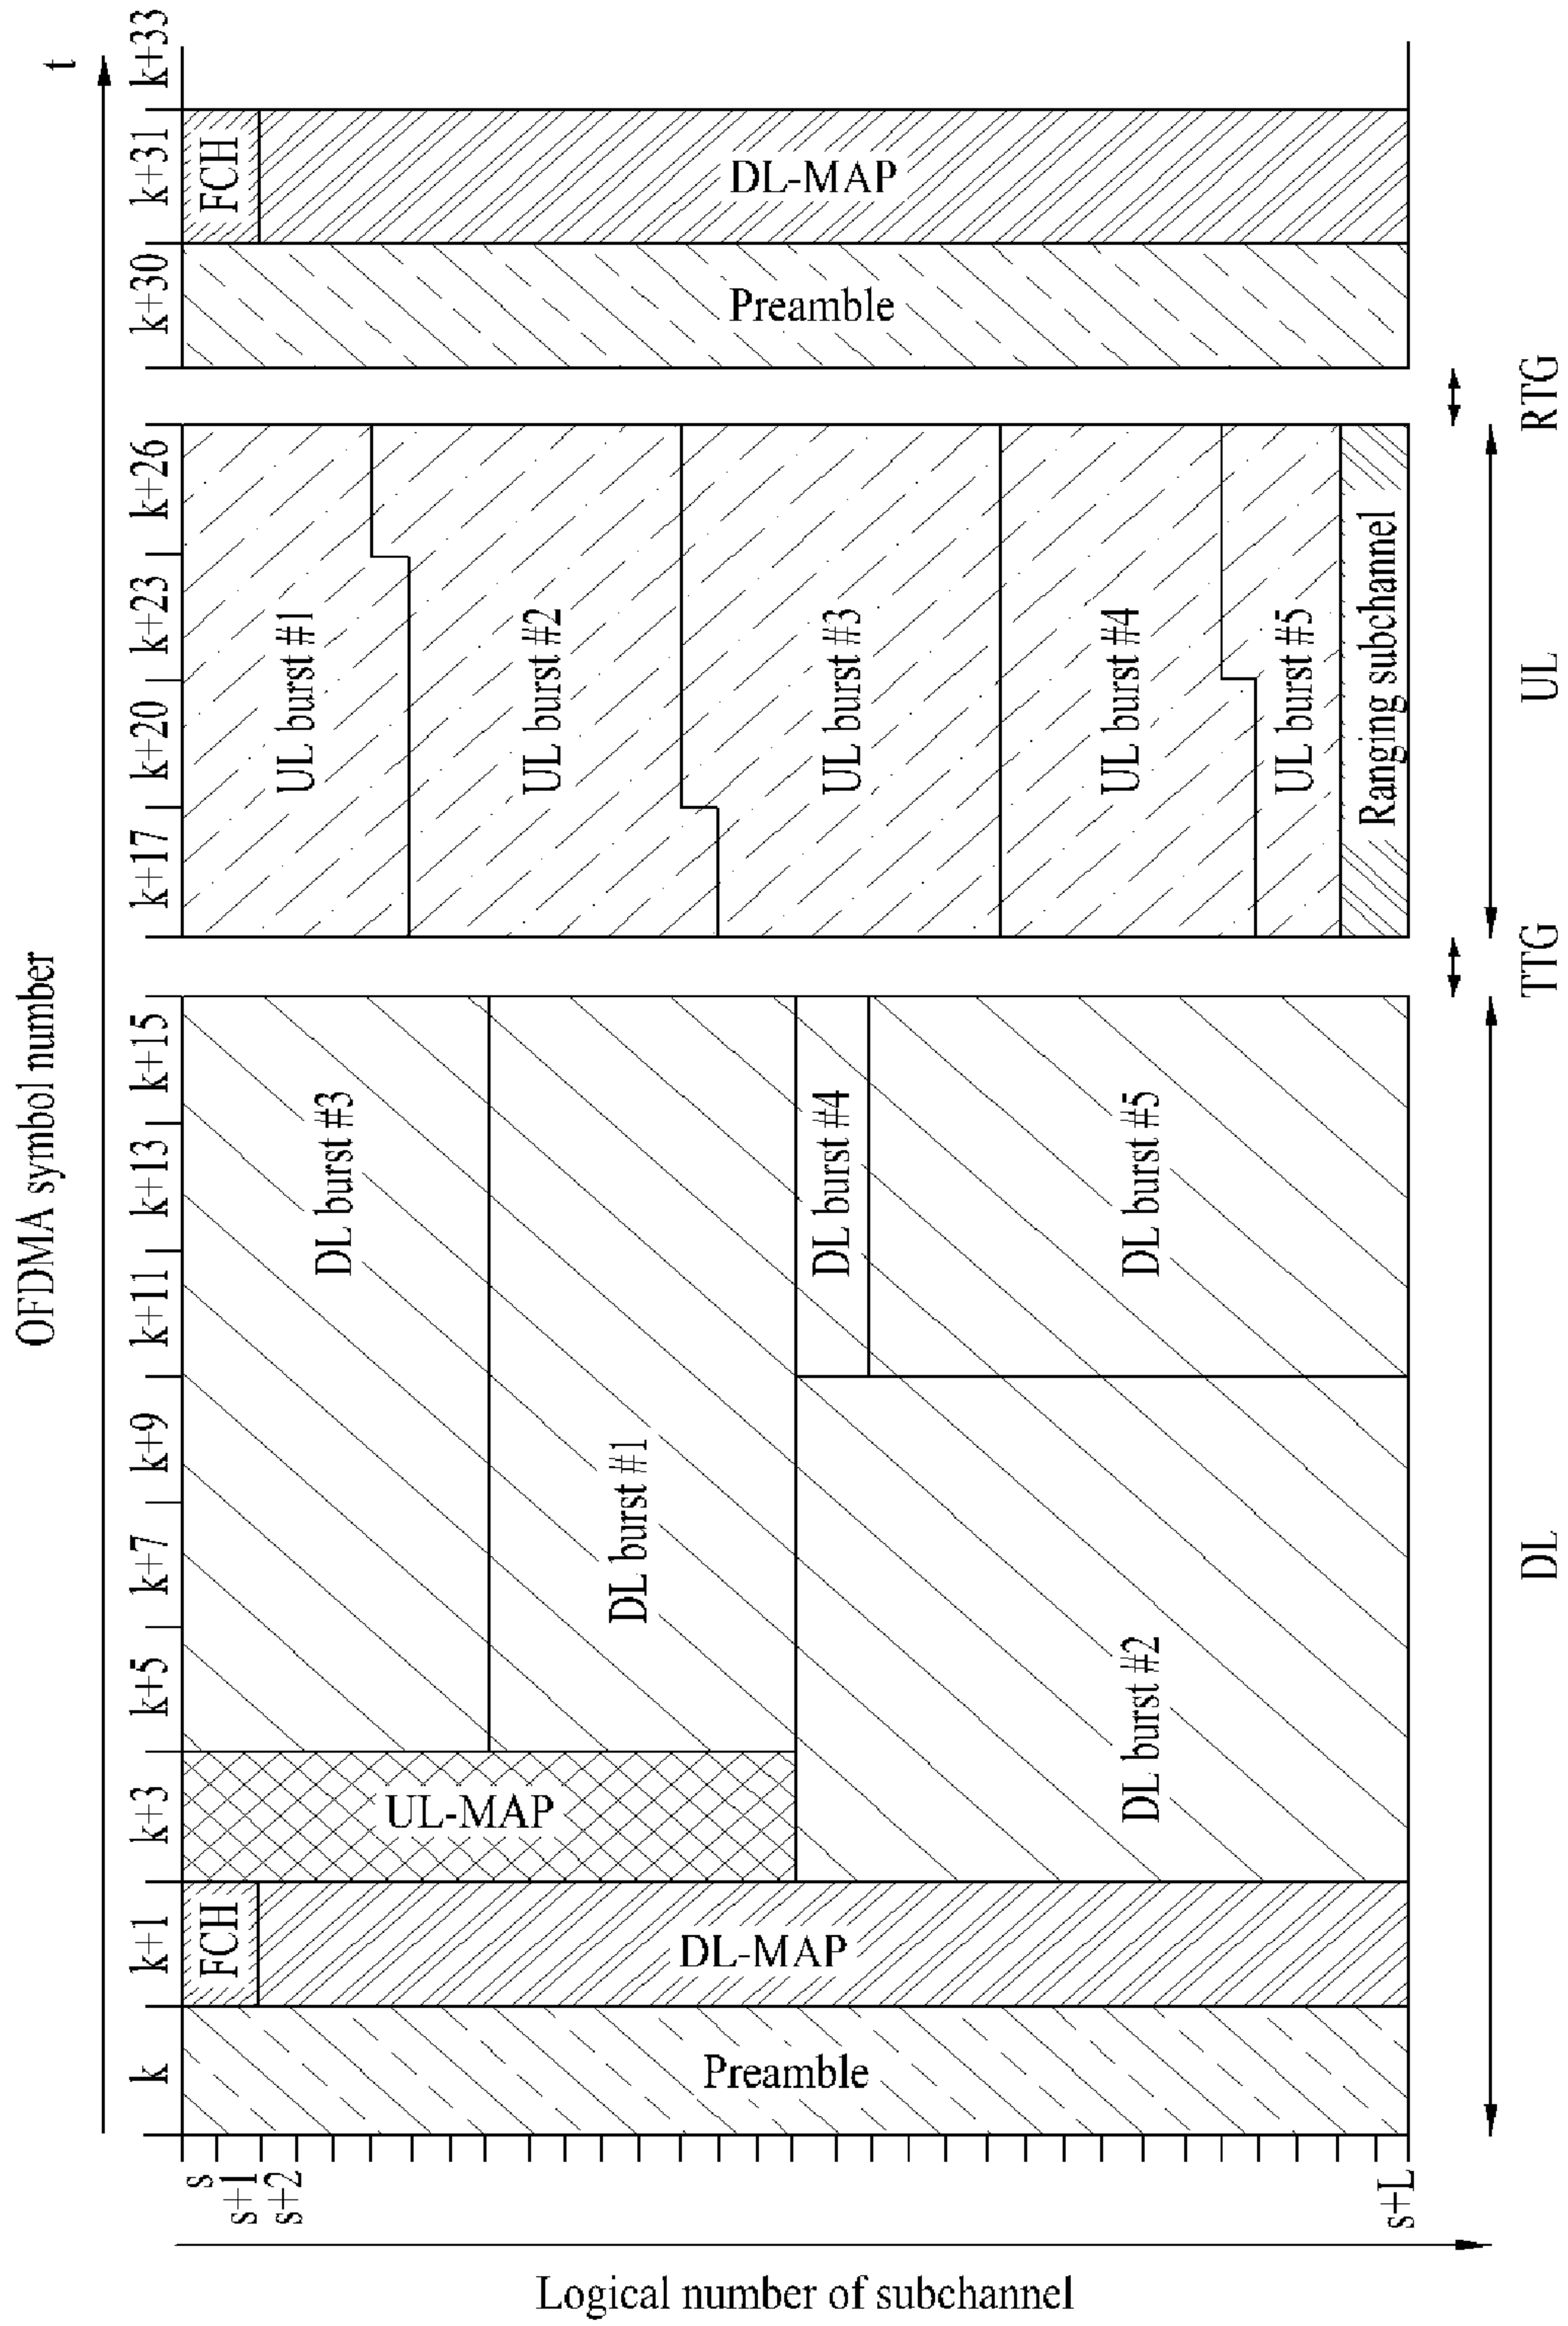 OFDMA symbol number
t
k
k+1
k+3
k+5
k+7
k+9
k+11
k+13
k+15
k+17
k+20
k+23
k+26
k+30
k+31
k+33
Logical number of subchannel
s
s+1
s+2
s+L
Preamble
FCH
DL-MAP
UL-MAP
DL burst #3
DL burst #1
DL burst #2
DL burst #4
DL burst #5
UL burst #1
UL burst #2
UL burst #3
UL burst #4
UL burst #5
Ranging subchannel
Preamble
FCH
DL-MAP
DL
TTG
UL
RTG